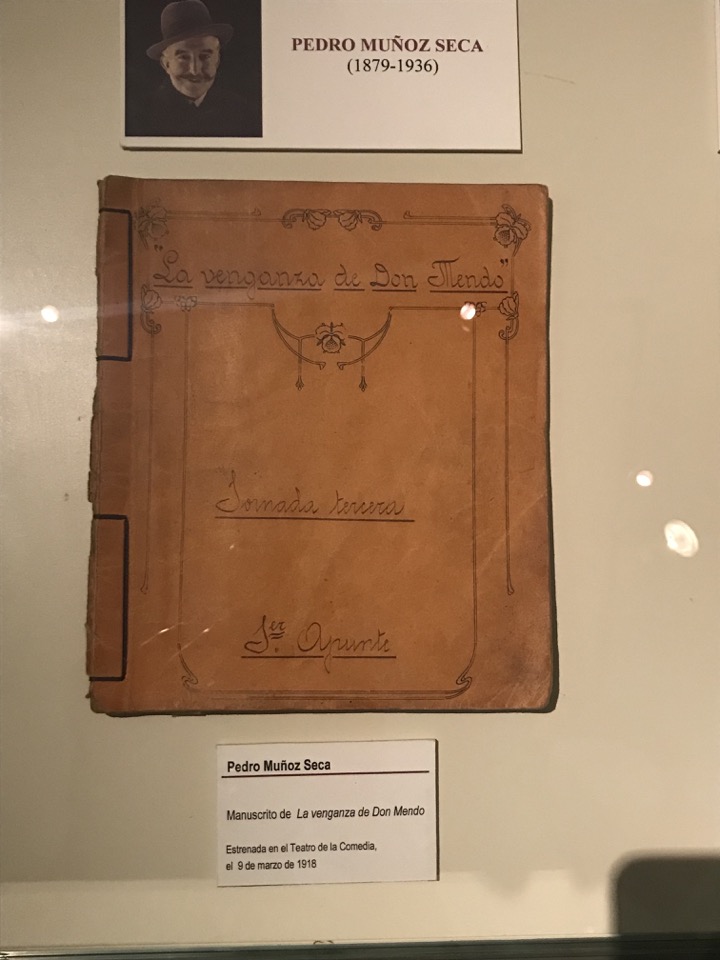 PEDRO MUÑOZ SECA
(1879-1936)
"La venganza de Don Mendo"
Jornada tercera
1er. Apunte
Pedro Muñoz Seca
Manuscrito de La venganza de Don Mendo
Estrenada en el Teatro de la Comedia,
el 9 de marzo de 1918